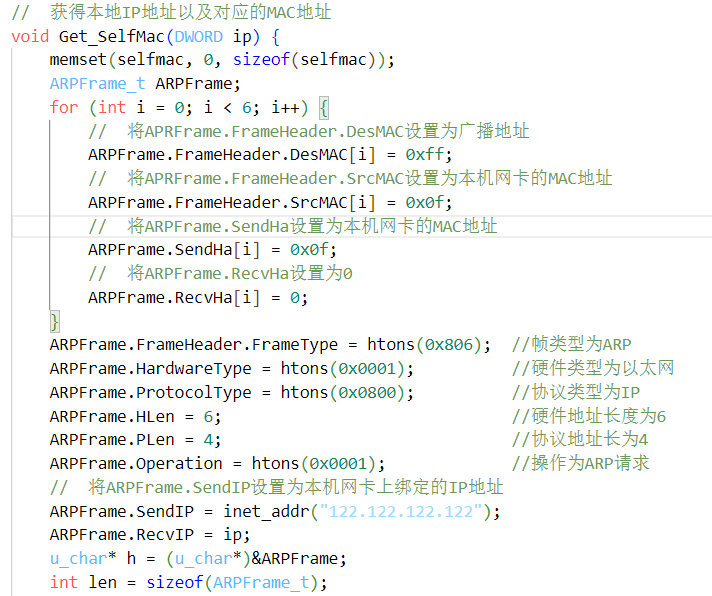 //  获得本地IP地址以及对应的MAC地址
void Get_SelfMac(DWORD ip) {
    memset(selfmac, 0, sizeof(selfmac));
    ARPFrame_t ARPFrame;
    for (int i = 0; i < 6; i++) {
        //  将APRFrame.FrameHeader.DesMAC设置为广播地址
        ARPFrame.FrameHeader.DesMAC[i] = 0xff;
        //  将APRFrame.FrameHeader.SrcMAC设置为本机网卡的MAC地址
        ARPFrame.FrameHeader.SrcMAC[i] = 0x0f;
        //  将ARPFrame.SendHa设置为本机网卡的MAC地址
        ARPFrame.SendHa[i] = 0x0f;
        //  将ARPFrame.RecvHa设置为0
        ARPFrame.RecvHa[i] = 0;
    }
    ARPFrame.FrameHeader.FrameType = htons(0x806);  //帧类型为ARP
    ARPFrame.HardwareType = htons(0x0001);          //硬件类型为以太网
    ARPFrame.ProtocolType = htons(0x0800);          //协议类型为IP
    ARPFrame.HLen = 6;                              //硬件地址长度为6
    ARPFrame.PLen = 4;                              //协议地址长为4
    ARPFrame.Operation = htons(0x0001);             //操作为ARP请求
    //  将ARPFrame.SendIP设置为本机网卡上绑定的IP地址
    ARPFrame.SendIP = inet_addr("122.122.122.122");
    ARPFrame.RecvIP = ip;
    u_char* h = (u_char*)&ARPFrame;
    int len = sizeof(ARPFrame_t);